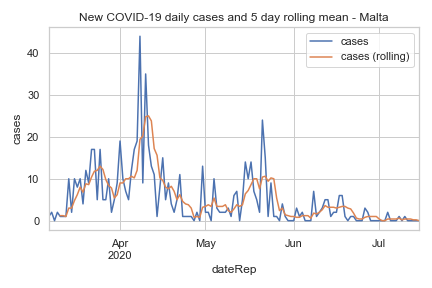 New COVID-19 daily cases and 5 day rolling mean - Malta
cases
cases (rolling)
cases
40
30
20
10
0
Apr
2020
May
Jun
Jul
dateRep